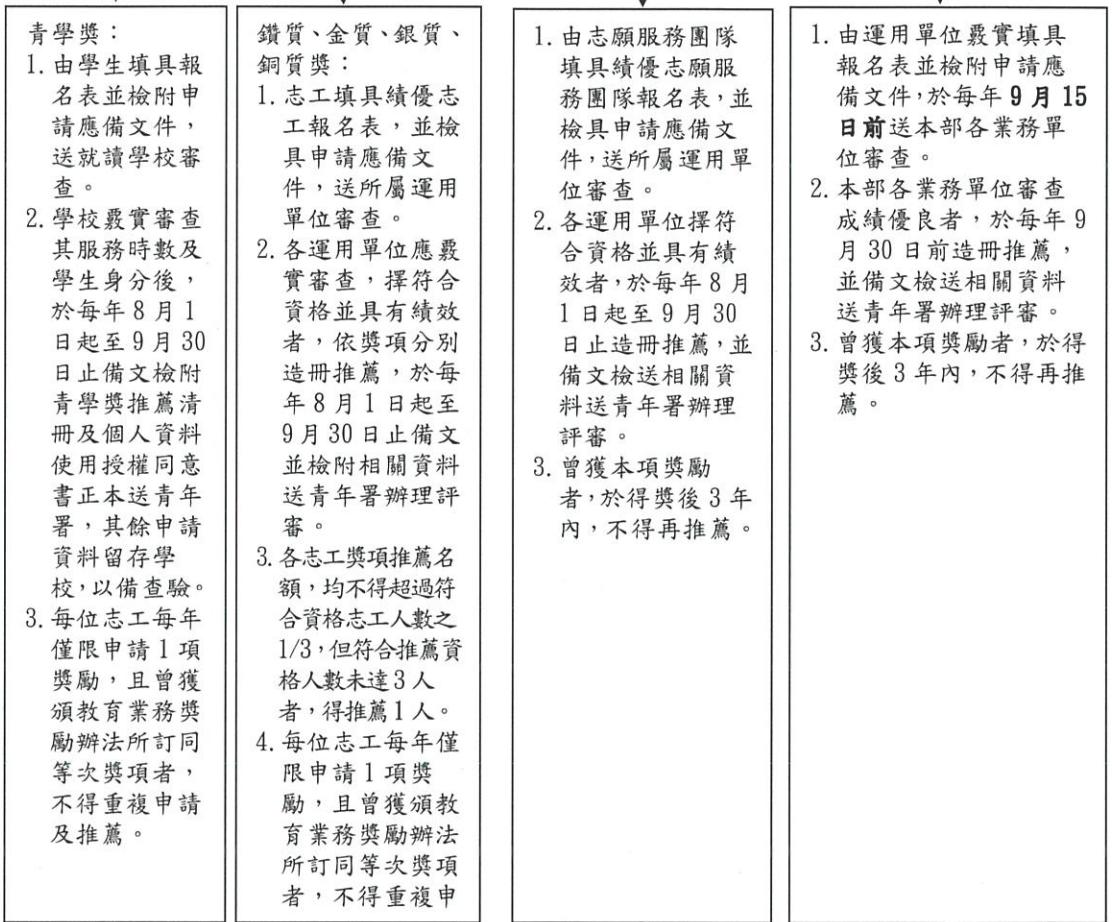 青學獎：
1. 由學生填具報
名表並檢附申
請應備文件，
送就讀學校審
查。
2. 學校覈實審查
其服務時數及
學生身分後，
於每年 8 月 1
日起至 9 月 30
日止備文檢附
青學獎推薦清
冊及個人資料
使用授權同意
書正本送青年
署，其餘申請
資料留存學
校，以備查驗。
3. 每位志工每年
僅限申請 1 項
獎勵，且曾獲
頒教育業務獎
勵辦法所訂同
等次獎項者，
不得重複申請
及推薦。
鑽質、金質、銀質、
銅質獎：
1. 志工填具績優志
工報名表，並檢
具申請應備文
件，送所屬運用
單位審查。
2. 各運用單位應覈
實審查，擇符合
資格並具有績效
者，依獎項分別
造冊推薦，於每
年 8 月 1 日起至
9 月 30 日止備文
並檢附相關資料
送青年署辦理評
審。
3. 各志工獎項推薦名
額，均不得超過符
合資格志工人數之
1/3，但符合推薦資
格人數未達 3 人
者，得推薦 1 人。
4. 每位志工每年僅
限申請 1 項獎
勵，且曾獲頒教
育業務獎勵辦法
所訂同等次獎項
者，不得重複申
1. 由志願服務團隊
填具績優志願服
務團隊報名表，並
檢具申請應備文
件，送所屬運用單
位審查。
2. 各運用單位擇符
合資格並具有績
效者，於每年 8 月
1 日起至 9 月 30
日止造冊推薦，並
備文檢送相關資
料送青年署辦理
評審。
3. 曾獲本項獎勵
者，於得獎後 3 年
內，不得再推薦。
1. 由運用單位覈實填具
報名表並檢附申請應
備文件，於每年 9 月 15
日前送本部各業務單
位審查。
2. 本部各業務單位審查
成績優良者，於每年 9
月 30 日前造冊推薦，
並備文檢送相關資料
送青年署辦理評審。
3. 曾獲本項獎勵者，於得
獎後 3 年內，不得再推
薦。